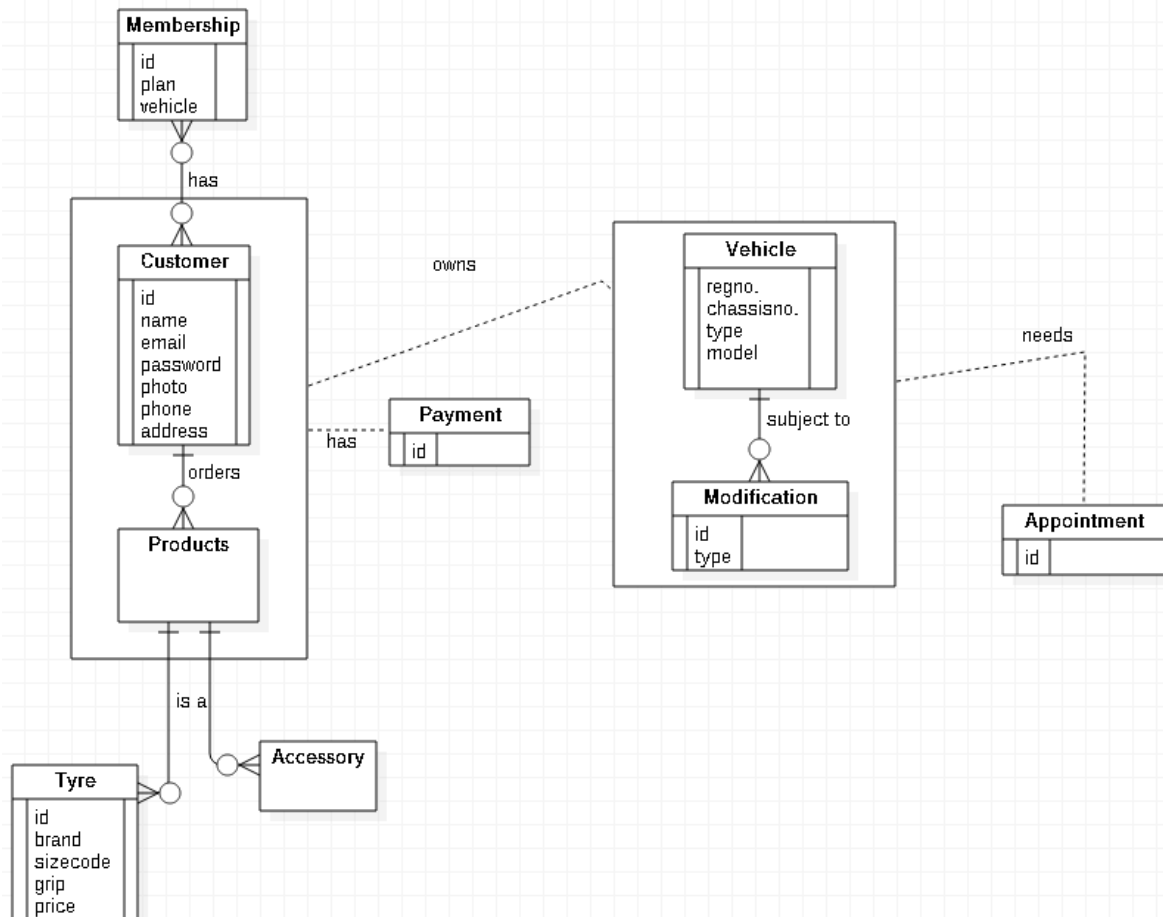 Membership
id
plan
vehicle
has
Customer
id
name
email
password
photo
phone
address
orders
Products
is a
Tyre
id
brand
sizecode
grip
price
Accessory
owns
has
Payment
id
Vehicle
regno.
chassisno.
type
model
subject to
Modification
id
type
needs
Appointment
id